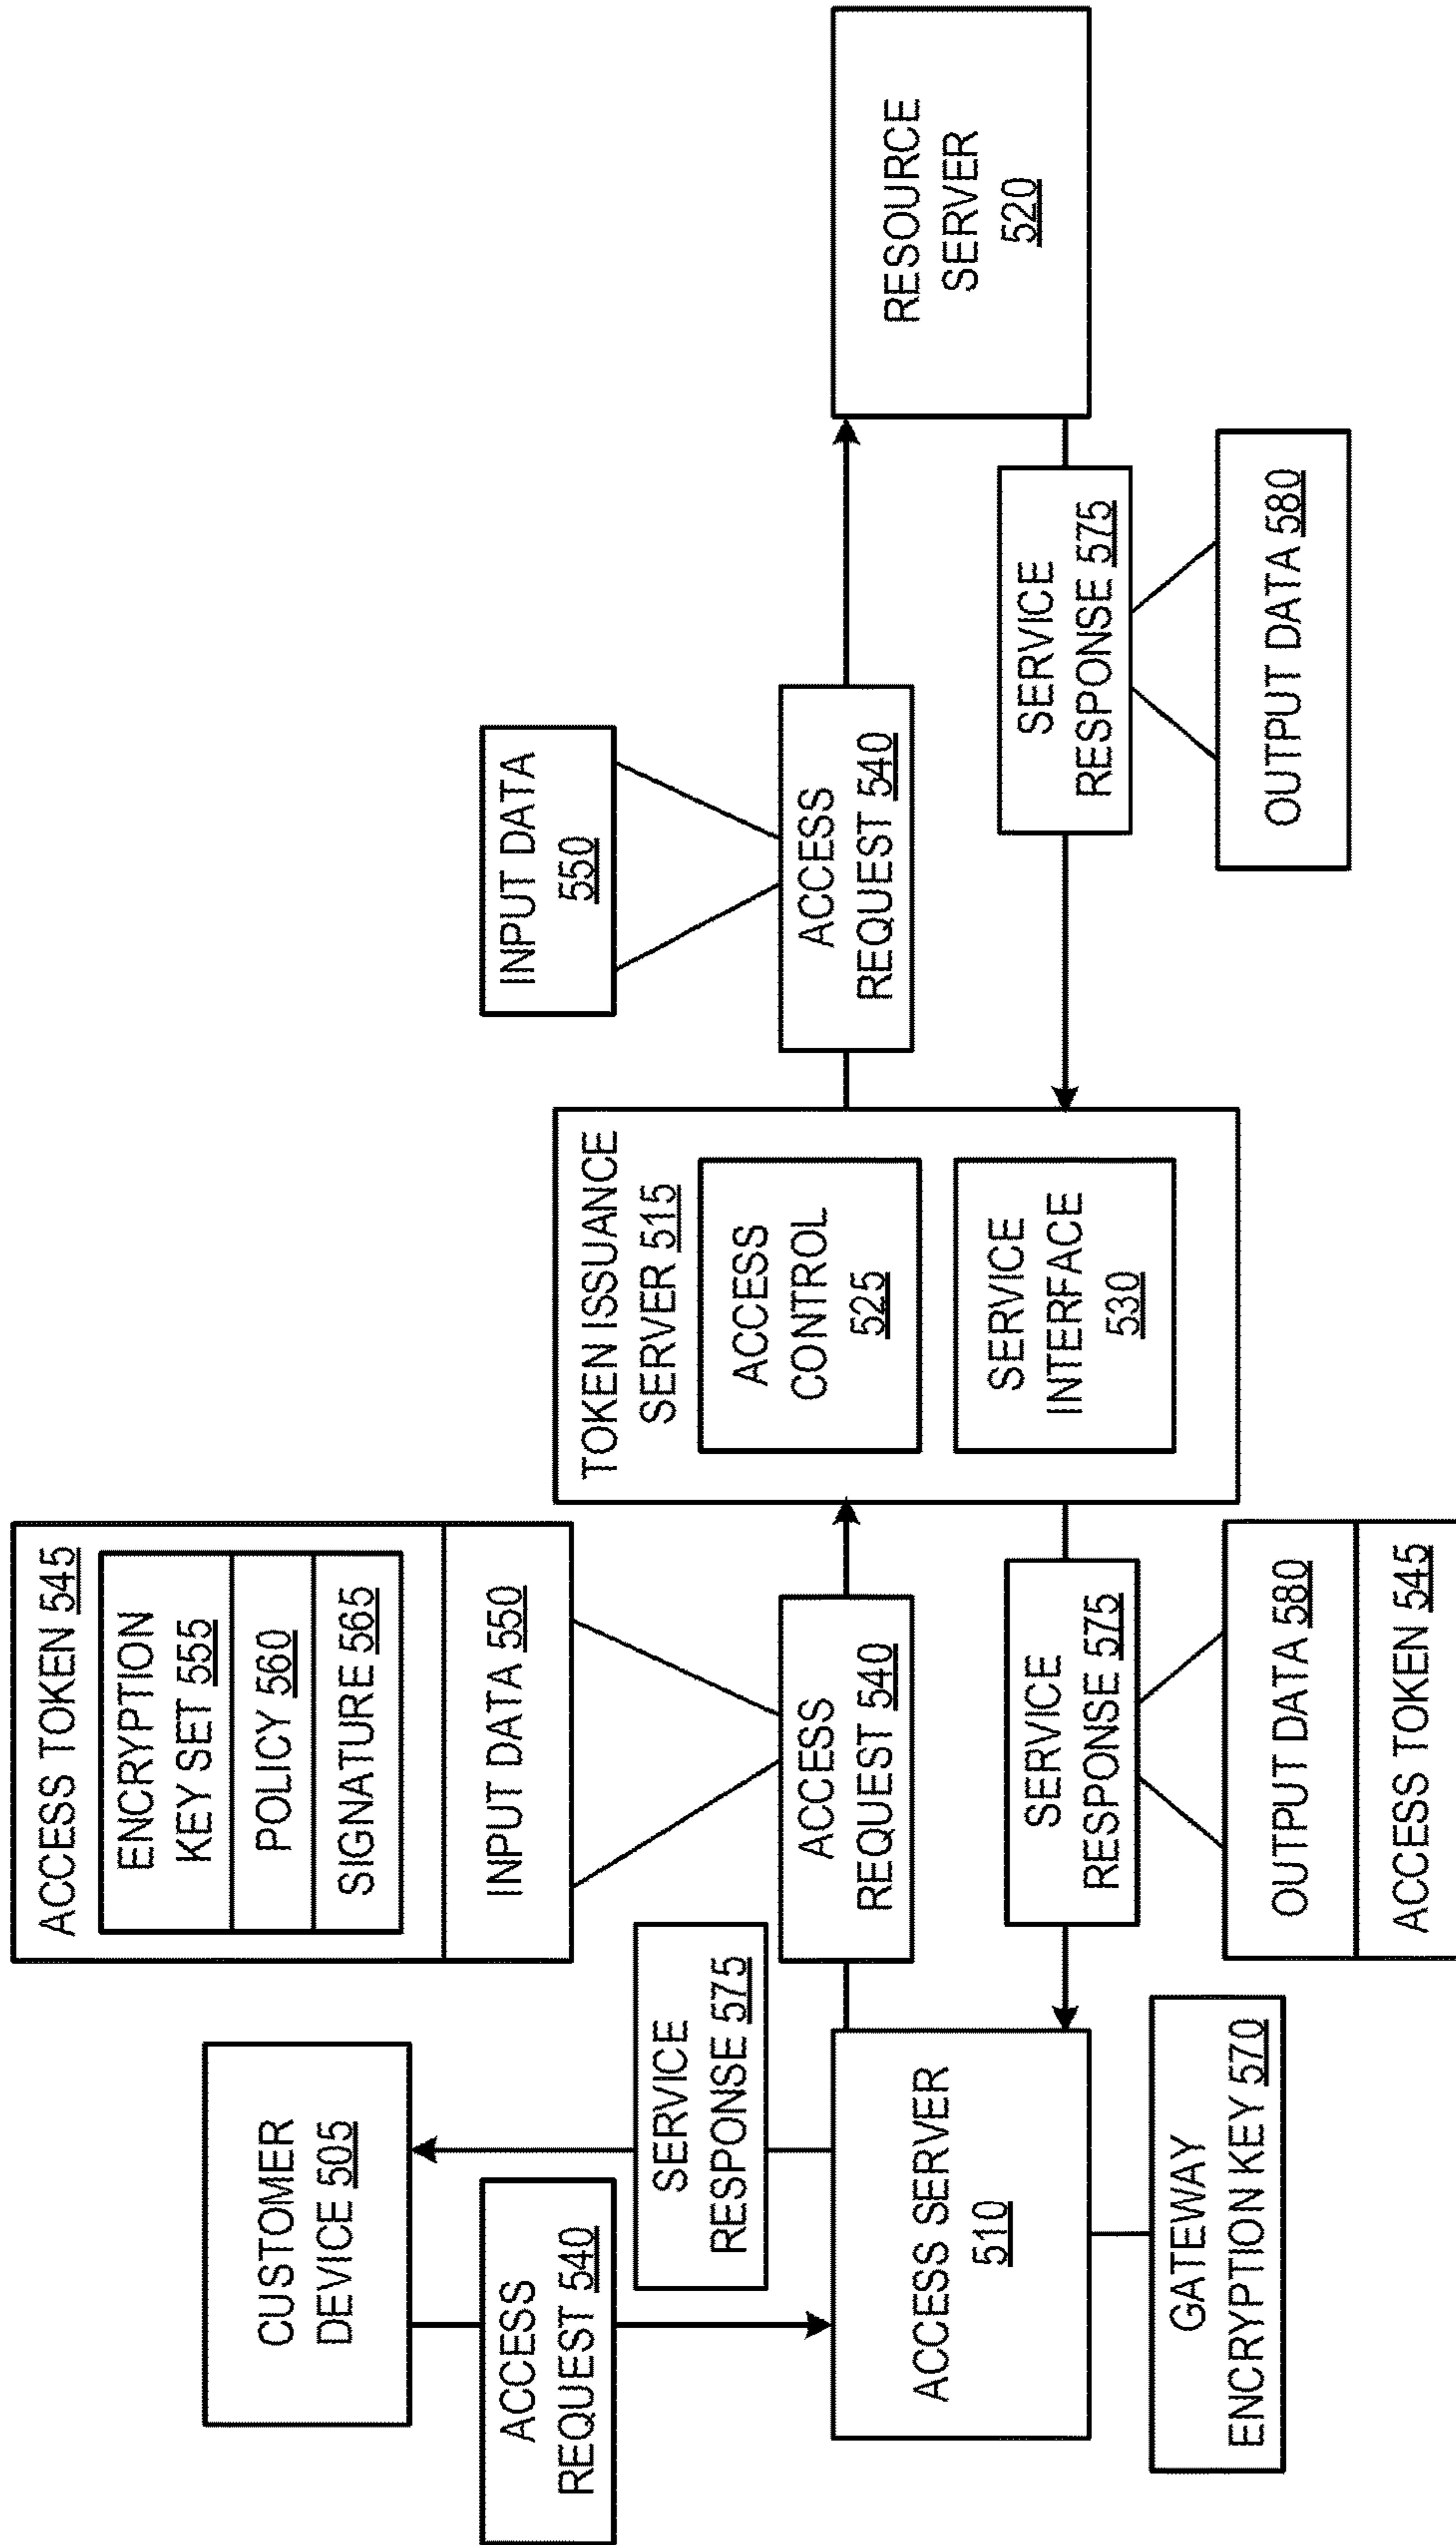 CUSTOMER
DEVICE 505
ACCESS
REQUEST 540
SERVICE
RESPONSE 575
ACCESS SERVER
510
GATEWAY
ENCRYPTION KEY 570
ACCESS TOKEN 545
ENCRYPTION
KEY SET 555
POLICY 560
SIGNATURE 565
INPUT DATA 550
ACCESS
REQUEST 540
SERVICE
RESPONSE 575
OUTPUT DATA 580
ACCESS TOKEN 545
TOKEN ISSUANCE
SERVER 515
ACCESS
CONTROL
525
SERVICE
INTERFACE
530
INPUT DATA
550
ACCESS
REQUEST 540
SERVICE
RESPONSE 575
OUTPUT DATA 580
RESOURCE
SERVER
520